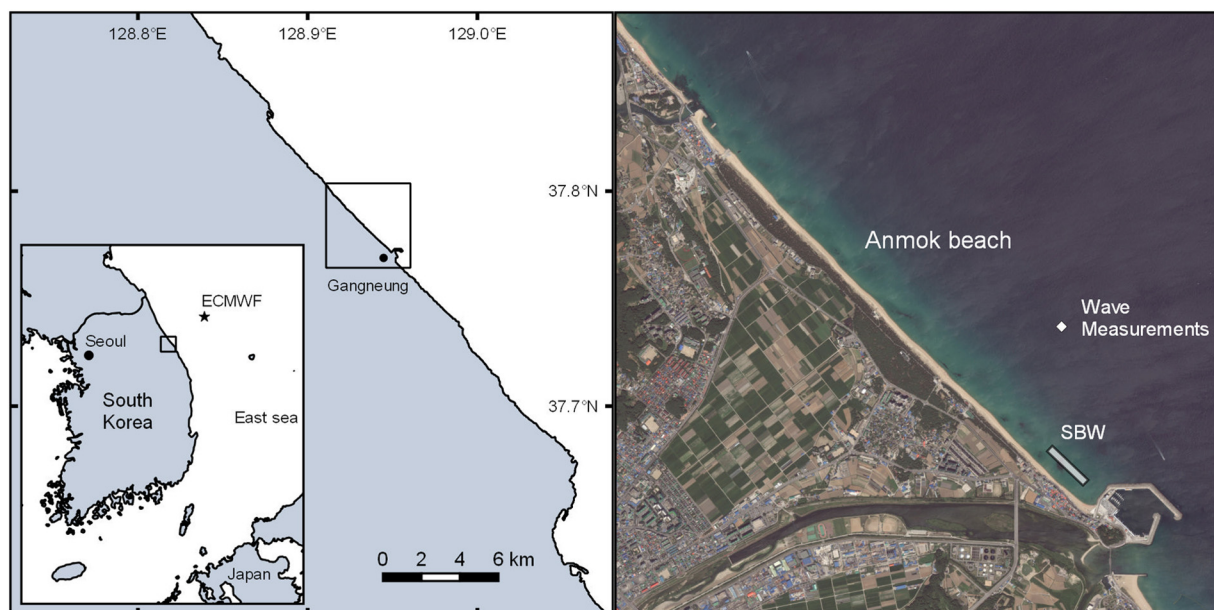 128.8°E
128.9°E
129.0°E
37.8°N
Gangneung
37.7°N
0 2 4 6 km
ECMWF
Seoul
South
Korea
East sea
Japan
Anmok beach
Wave
Measurements
SBW